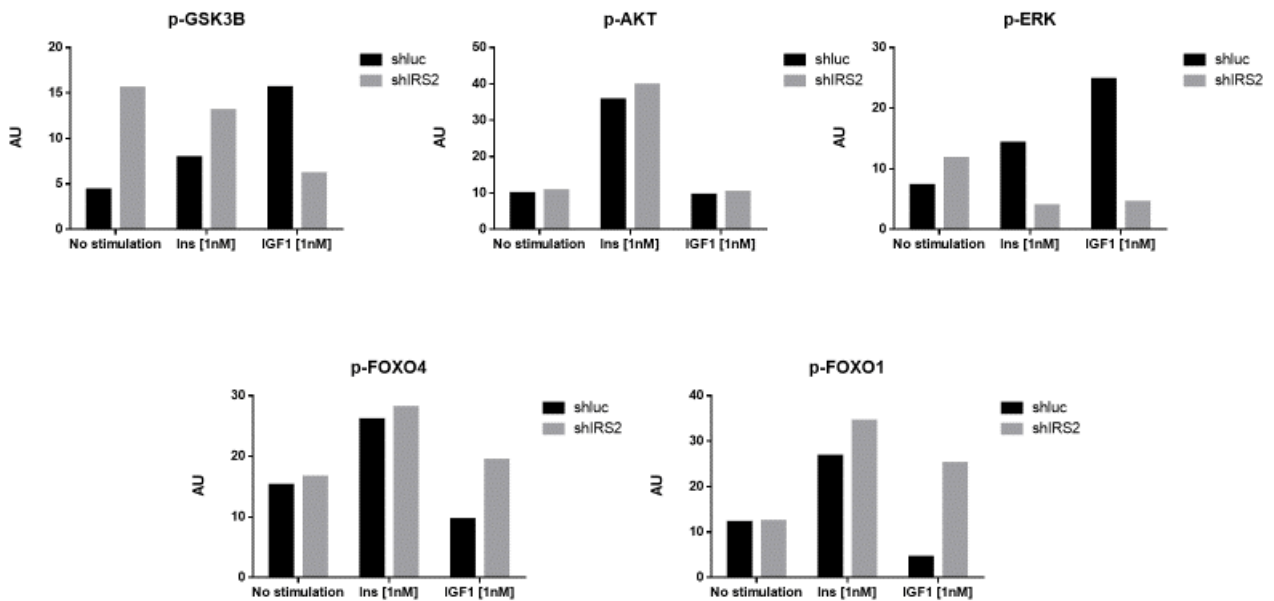 p-GSK3B
20
15
10
5
0
AU
No stimulation
Ins [1nM]
IGF1 [1nM]
shluc
shIRS2
p-AKT
50
40
30
20
10
0
AU
No stimulation
Ins [1nM]
IGF1 [1nM]
shluc
shIRS2
p-ERK
30
20
10
0
AU
No stimulation
Ins [1nM]
IGF1 [1nM]
shluc
shIRS2
p-FOXO4
30
20
10
0
AU
No stimulation
Ins [1nM]
IGF1 [1nM]
shluc
shIRS2
p-FOXO1
40
30
20
10
0
AU
No stimulation
Ins [1nM]
IGF1 [1nM]
shluc
shIRS2